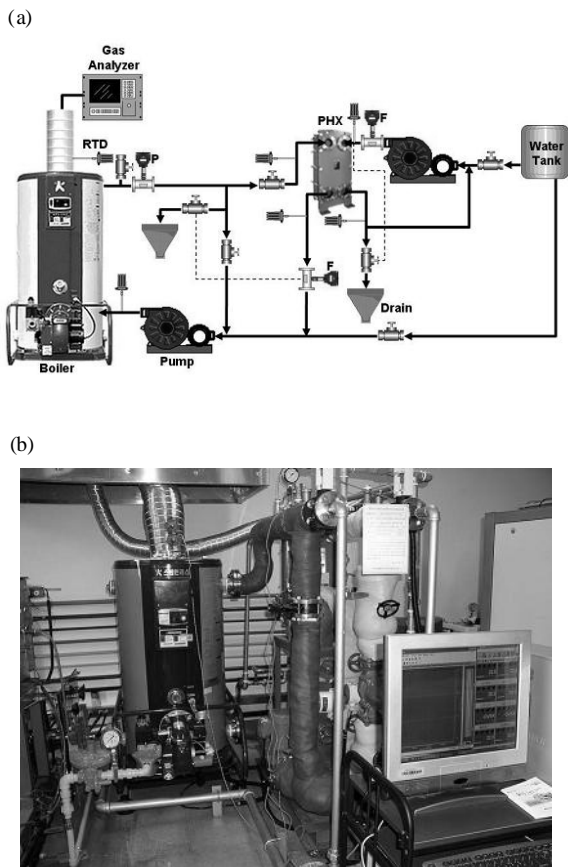 (a)
Gas
Analyzer
RTD
P
PHX
F
Water
Tank
F
Drain
Boiler
Pump
(b)